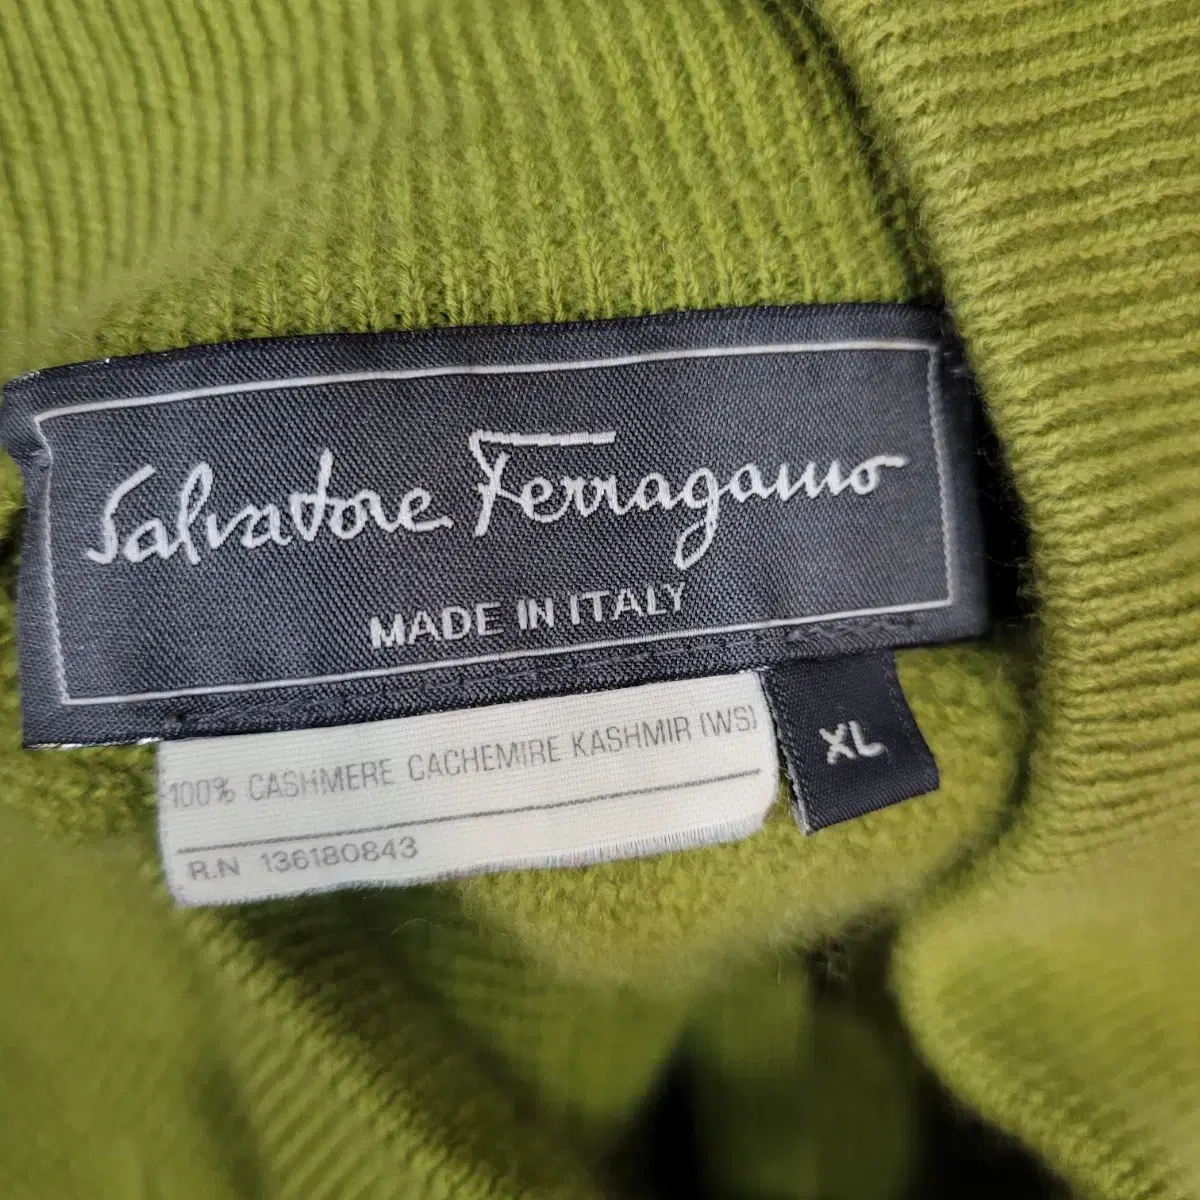 Salvatore Ferragamo
MADE IN ITALY
XL
100% CASHMERE CACHEMIRE KASHMIR (WS)
R.N 136180843